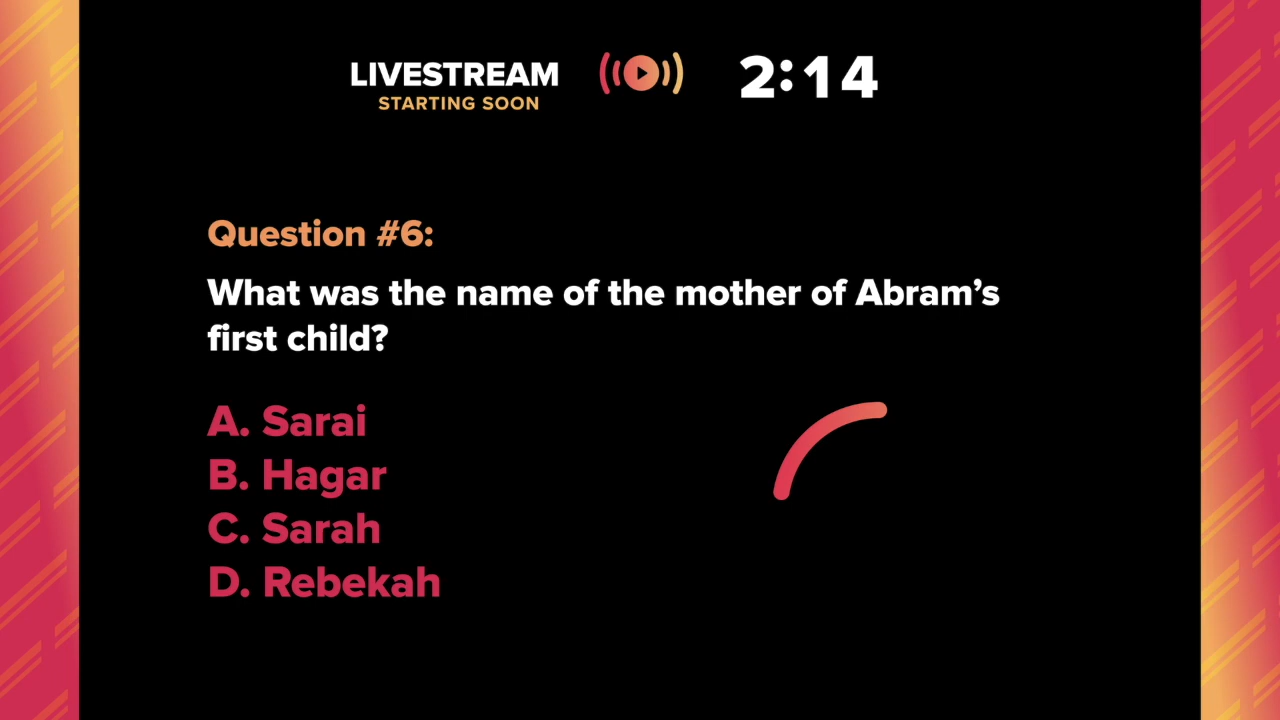 LIVESTREAM
STARTING SOON
2:14
Question #6:
What was the name of the mother of Abram’s
first child?
A. Sarai
B. Hagar
C. Sarah
D. Rebekah